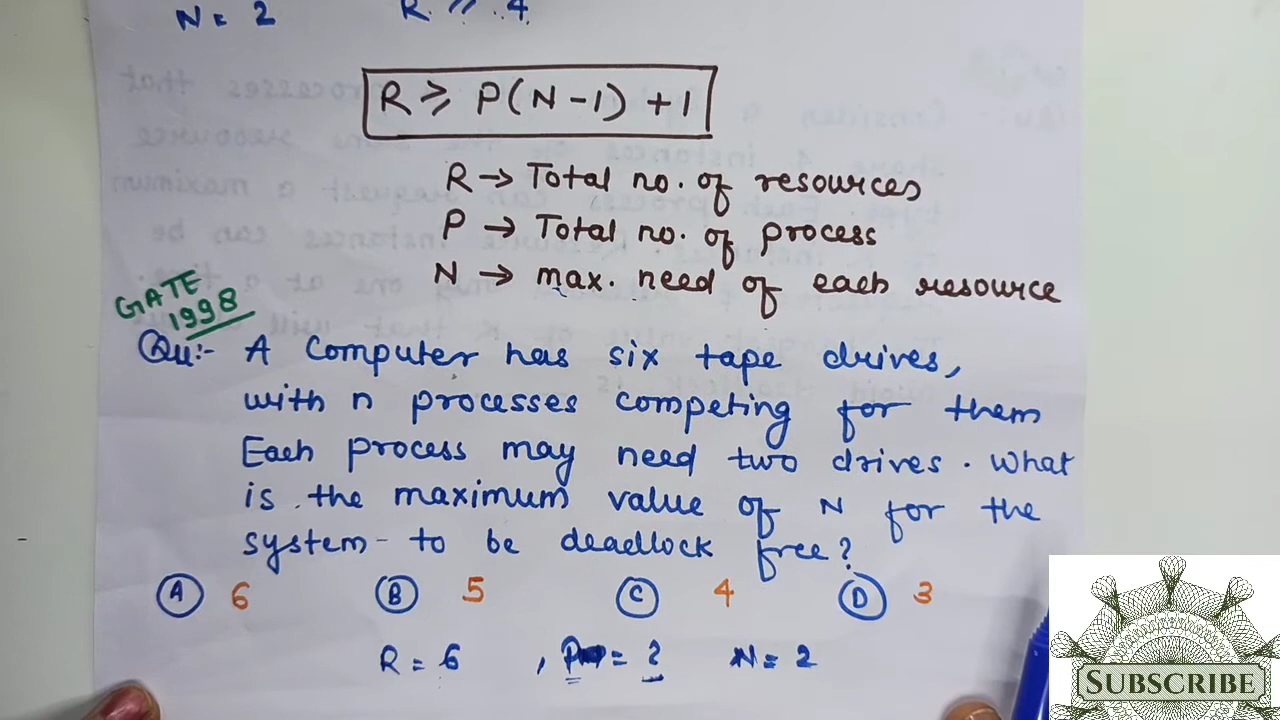 N = 2 R ≥ 4
R ≥ P(N-1) +1
R → Total no. of resources
P → Total no. of process
N → max. need of each resource
GATE
1998
Qu:- A Computer has six tape drives,
with n processes competing for them
Each process may need two drives. What
is the maximum value of N for the
system to be deadlock free?
A 6 B 5 C 4 D 3
R = 6 , P = ? N = 2
SUBSCRIBE